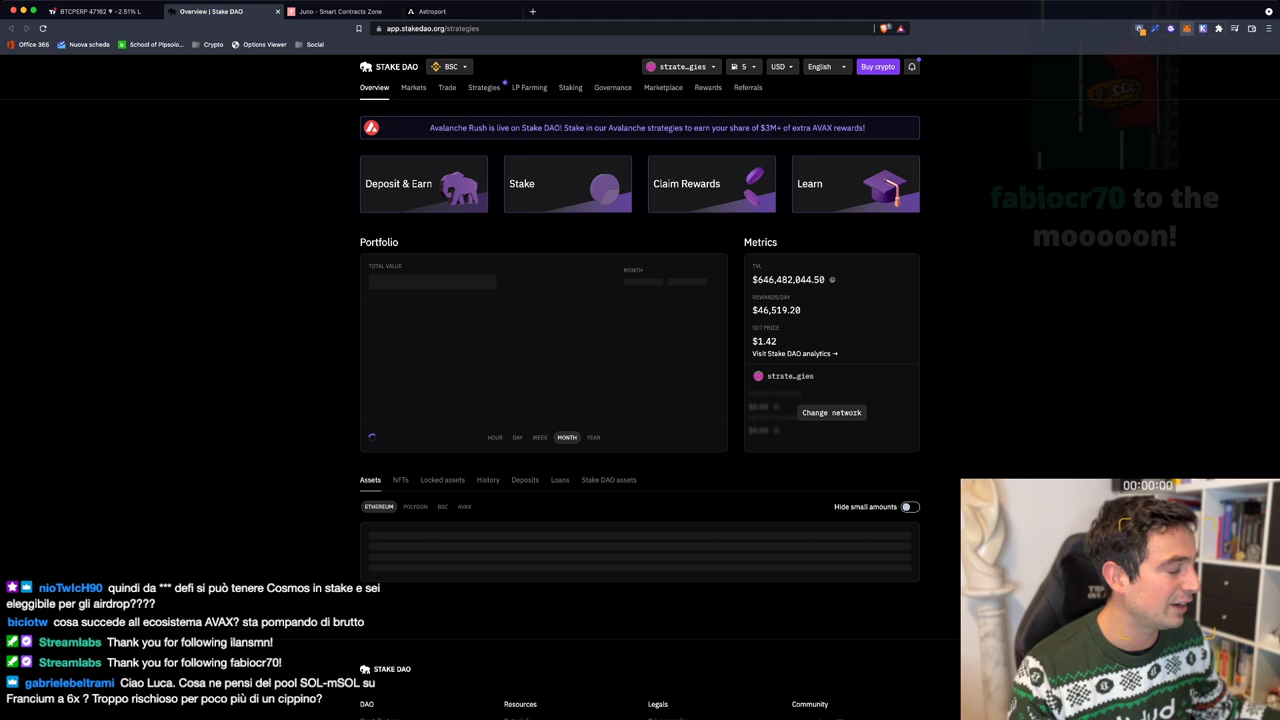 BTCPERP 47162 ▾ −2.51% L
Overview | Stake DAO
Juno - Smart Contracts Zone
Astroport
app.stakedao.org/strategies
Office 365
Nuova scheda
School of Pipsolo...
Crypto
Options Viewer
Social
STAKE DAO
BSC
strate…gies
5
USD
English
Buy crypto
Overview
Markets
Trade
Strategies
LP Farming
Staking
Governance
Marketplace
Rewards
Referrals
Avalanche Rush is live on Stake DAO! Stake in our Avalanche strategies to earn your share of $3M+ of extra AVAX rewards!
Deposit & Earn
Stake
Claim Rewards
Learn
fabiocr70 to the
mooooon!
Portfolio
Metrics
TOTAL VALUE
MONTH
TVL
$646,482,044.50
REWARDS/DAY
$46,519.20
SDT PRICE
$1.42
Visit Stake DAO analytics →
strate…gies
$0.00
Change network
$0.00
HOUR
DAY
WEEK
MONTH
YEAR
Assets
NFTs
Locked assets
History
Deposits
Loans
Stake DAO assets
ETHEREUM
POLYGON
BSC
AVAX
Hide small amounts
00:00:00
nioTwIcH90 quindi da *** defi si può tenere Cosmos in stake e sei
eleggibile per gli airdrop????
biciotw cosa succede all ecosistema AVAX? sta pompando di brutto
Streamlabs Thank you for following ilansmn!
Streamlabs Thank you for following fabiocr70!
gabrielebeltrami Ciao Luca. Cosa ne pensi del pool SOL-mSOL su
Francium a 6x ? Troppo rischioso per poco più di un cippino?
STAKE DAO
DAO
Resources
Legals
Community